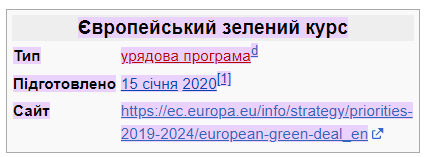 Європейський зелений курс
Тип урядова програма d
Підготовлено 15 січня 2020[1]
Сайт https://ec.europa.eu/info/strategy/priorities-
2019-2024/european-green-deal_en